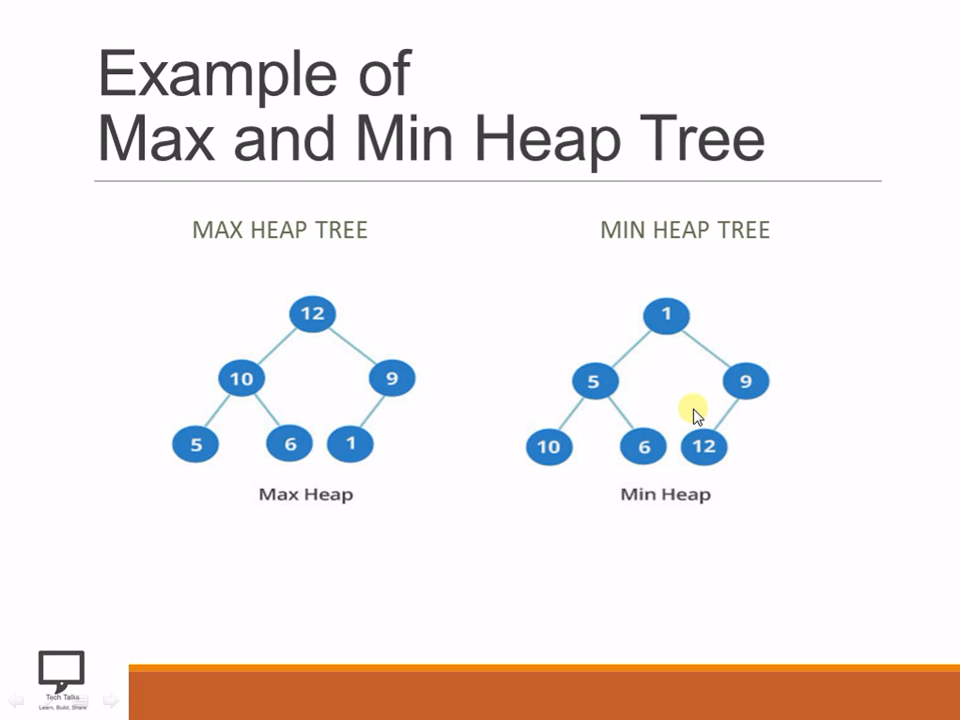 Example of
Max and Min Heap Tree
MAX HEAP TREE
MIN HEAP TREE
12
10
9
5
6
1
Max Heap
1
5
9
10
6
12
Min Heap
Tech Talks
Learn, Build, Share